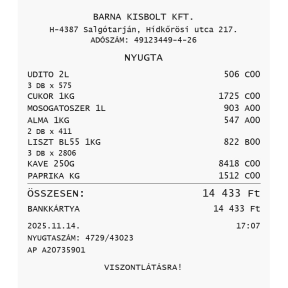 BARNA KISBOLT KFT.
H-4387 Salgótarján, Hidkőrösi utca 217.
ADÓSZÁM: 49123449-4-26
NYUGTA
UDITO 2L 506 C00
3 DB x 575
CUKOR 1KG 1725 C00
MOSOGATOSZER 1L 903 A00
ALMA 1KG 547 A00
2 DB x 411
LISZT BL55 1KG 822 B00
3 DB x 2806
KAVE 250G 8418 C00
PAPRIKA KG 1512 C00
ÖSSZESEN: 14 433 Ft
BANKKÁRTYA 14 433 Ft
2025.11.14. 17:07
NYUGTASZÁM: 4729/43023
AP A20735901
VISZONTLÁTÁSRA!